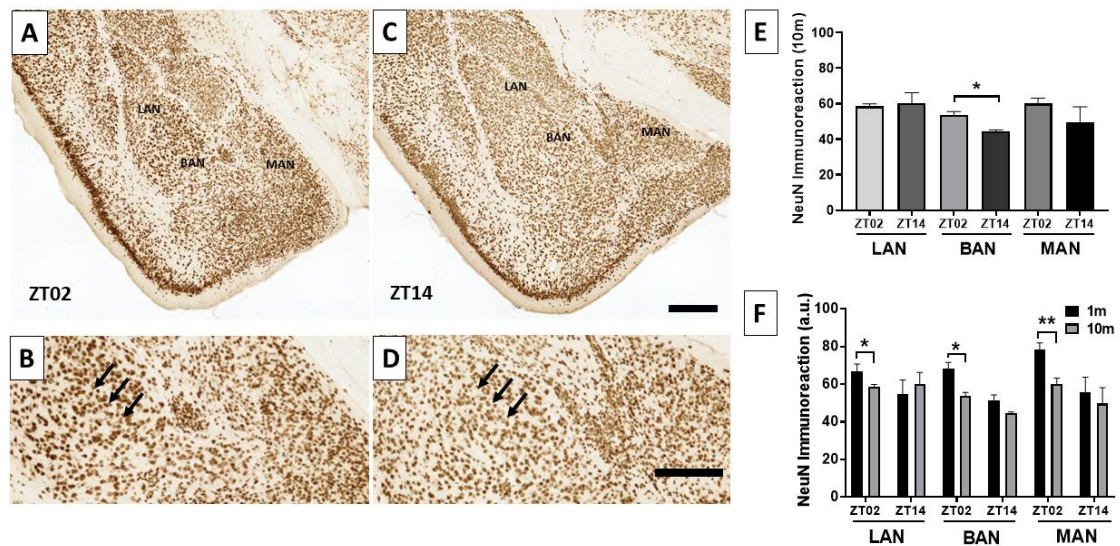 A
LAN
BAN
MAN
ZT02
C
LAN
BAN
MAN
ZT14
B
D
E
NeuN Immunoreaction (10m)
100
80
60
40
20
0
*
ZT02 ZT14 ZT02 ZT14 ZT02 ZT14
LAN BAN MAN
F
NeuN Immunoreaction (a.u.)
100
80
60
40
20
0
1m
10m
* * **
ZT02 ZT14 ZT02 ZT14 ZT02 ZT14
LAN BAN MAN